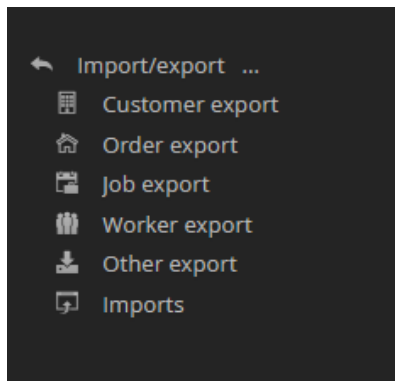 Import/export ...
Customer export
Order export
Job export
Worker export
Other export
Imports